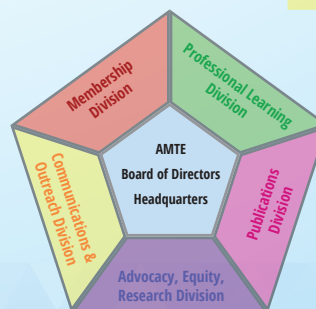 Membership
Division
Professional Learning
Division
AMTE
Board of Directors
Headquarters
Communications &
Outreach Division
Publications
Division
Advocacy, Equity,
Research Division